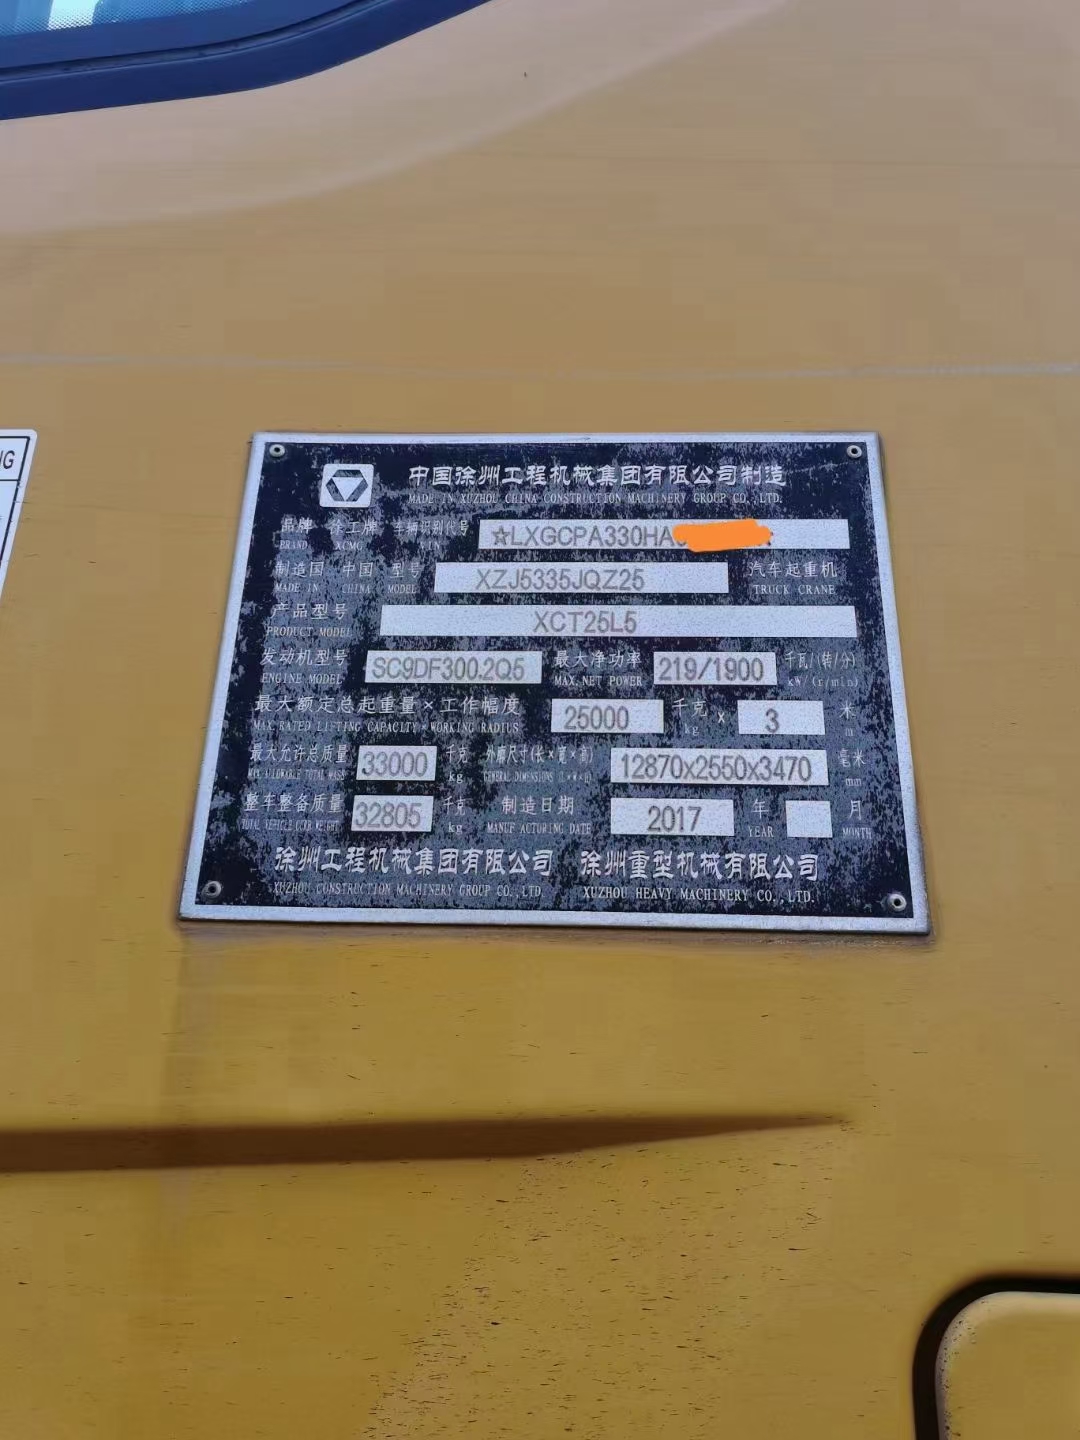 NG
中国徐州工程机械集团有限公司制造
MADE IN XUZHOU CHINA CONSTRUCTION MACHINERY GROUP CO.,LTD.
品牌 徐工牌 车辆识别代号 ☆LXGCPA330HA
BRAND XCMG VIN
制造国 中国 型号 XZJ5335JQZ25 汽车起重机
MADE IN CHINA MODEL TRUCK CRANE
产品型号 XCT25L5
PRODUCT MODEL
发动机型号 SC9DF300.2Q5 最大净功率 219/1900 千瓦/(转/分)
ENGINE MODEL MAX.NET POWER kW/(r/min)
最大额定总起重量×工作幅度 25000 千克 × 3 米
MAX RATED LIFTING CAPACITY×WORKING RADIUS kg m
最大允许总质量 33000 千克 外廓尺寸(长×宽×高) 12870x2550x3470 毫米
MAX ALLOWABLE TOTAL MASS kg GENERAL DIMENSIONS (L×W×H) mm
整车整备质量 32805 千克 制造日期 2017 年 月
TOTAL VEHICLE CURB WEIGHT kg MANUFACTURING DATE YEAR MONTH
徐州工程机械集团有限公司 徐州重型机械有限公司
XUZHOU CONSTRUCTION MACHINERY GROUP CO.,LTD. XUZHOU HEAVY MACHINERY CO.,LTD.